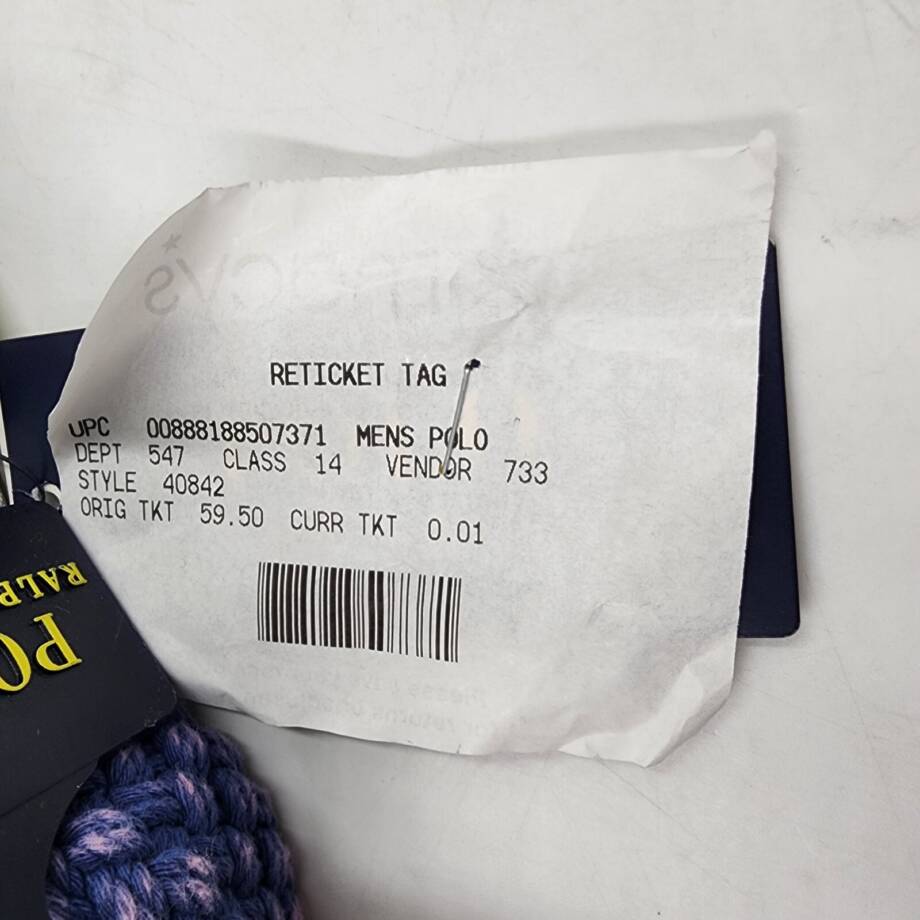 ★macy's
RETICKET TAG
UPC 00888188507371 MENS POLO
DEPT 547 CLASS 14 VENDOR 733
STYLE 40842
ORIG TKT 59.50 CURR TKT 0.01
PO
RALP